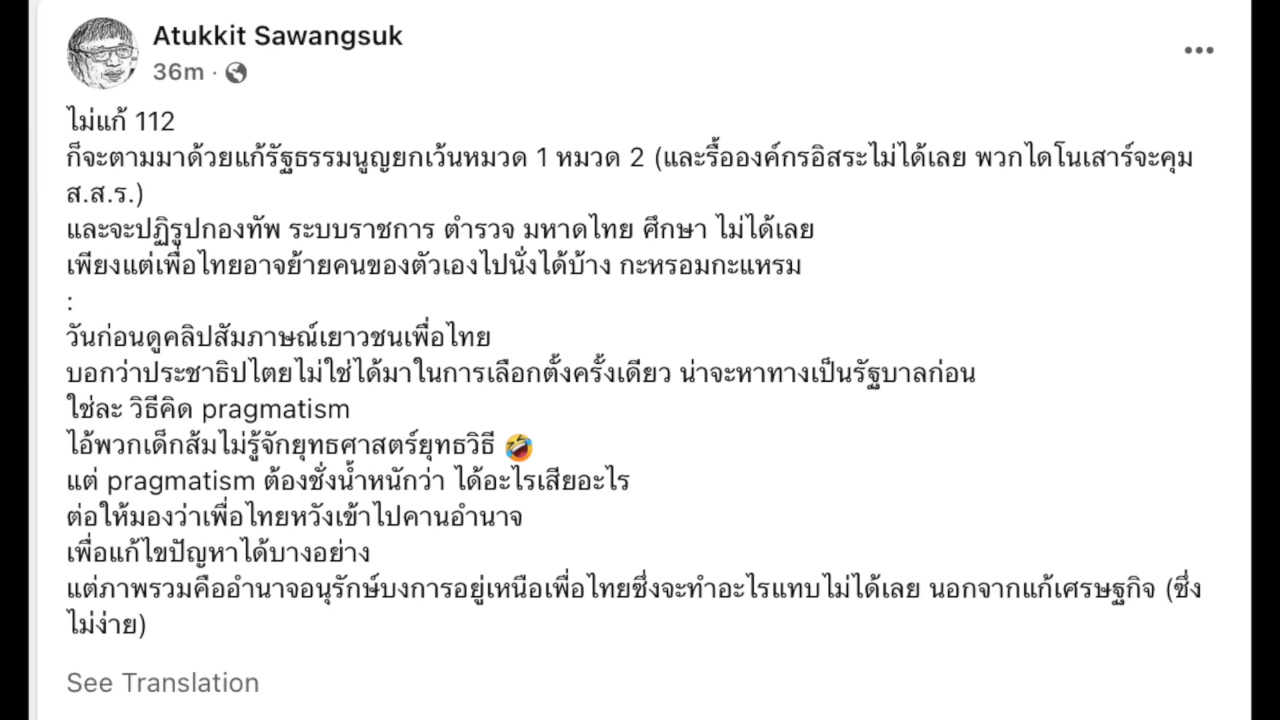 Atukkit Sawangsuk
36m ·
ไม่แก้ 112
ก็จะตามมาด้วยแก้รัฐธรรมนูญยกเว้นหมวด 1 หมวด 2 (และรื้อองค์กรอิสระไม่ได้เลย พวกไดโนเสาร์จะคุม
ส.ส.ร.)
และจะปฏิรูปกองทัพ ระบบราชการ ตำรวจ มหาดไทย ศึกษา ไม่ได้เลย
เพียงแต่เพื่อไทยอาจย้ายคนของตัวเองไปนั่งได้บ้าง กะหรอมกะแหรม
:
วันก่อนดูคลิปสัมภาษณ์เยาวชนเพื่อไทย
บอกว่าประชาธิปไตยไม่ใช่ได้มาในการเลือกตั้งครั้งเดียว น่าจะหาทางเป็นรัฐบาลก่อน
ใช่ละ วิธีคิด pragmatism
ไอ้พวกเด็กส้มไม่รู้จักยุทธศาสตร์ยุทธวิธี 🤣
แต่ pragmatism ต้องชั่งน้ำหนักว่า ได้อะไรเสียอะไร
ต่อให้มองว่าเพื่อไทยหวังเข้าไปคานอำนาจ
เพื่อแก้ไขปัญหาได้บางอย่าง
แต่ภาพรวมคืออำนาจอนุรักษ์บงการอยู่เหนือเพื่อไทยซึ่งจะทำอะไรแทบไม่ได้เลย นอกจากแก้เศรษฐกิจ (ซึ่ง
ไม่ง่าย)
See Translation